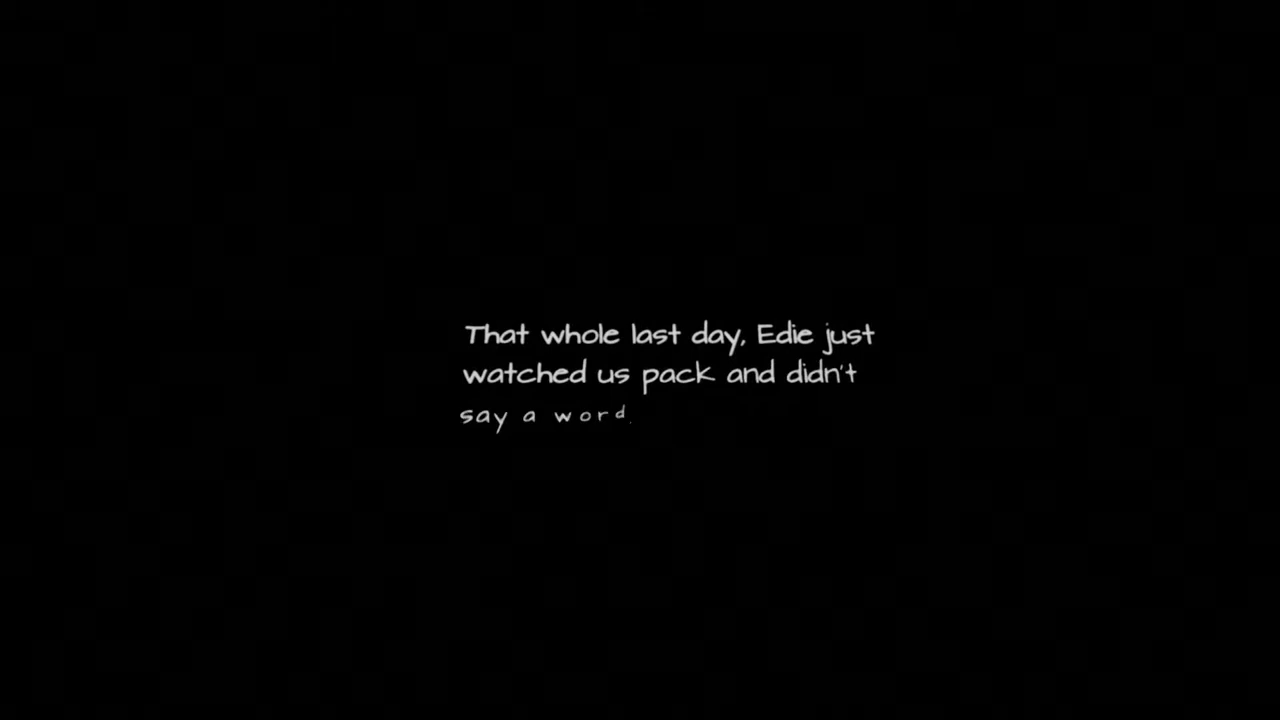 That whole last day, Edie just
watched us pack and didn't
say a word.